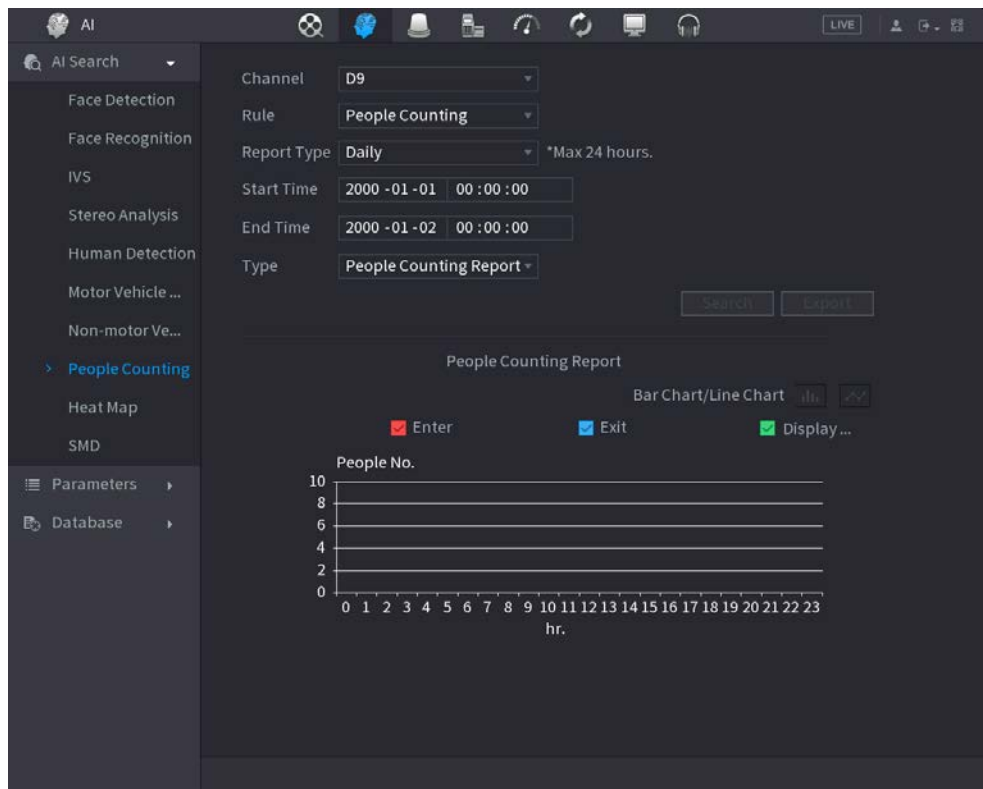 AI
LIVE
AI Search
Face Detection
Face Recognition
IVS
Stereo Analysis
Human Detection
Motor Vehicle ...
Non-motor Ve...
People Counting
Heat Map
SMD
Parameters
Database
Channel D9
Rule People Counting
Report Type Daily *Max 24 hours.
Start Time 2000 -01 -01 00 :00 :00
End Time 2000 -01 -02 00 :00 :00
Type People Counting Report
Search Export
People Counting Report
Bar Chart/Line Chart
Enter Exit Display ...
People No.
10
8
6
4
2
0
0 1 2 3 4 5 6 7 8 9 10 11 12 13 14 15 16 17 18 19 20 21 22 23
hr.